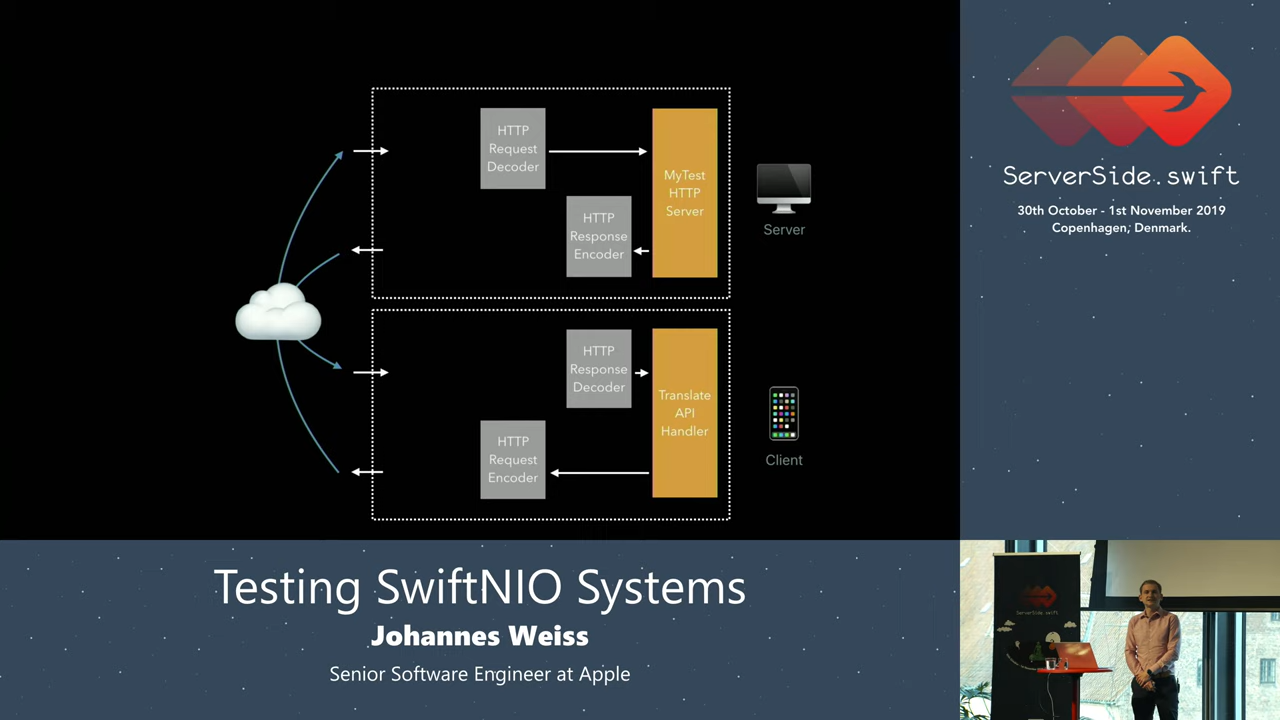 HTTP
Request
Decoder
MyTest
HTTP
Server
HTTP
Response
Encoder
Server
HTTP
Response
Decoder
Translate
API
Handler
HTTP
Request
Encoder
Client
ServerSide.swift
30th October - 1st November 2019
Copenhagen, Denmark.
Testing SwiftNIO Systems
Johannes Weiss
Senior Software Engineer at Apple
ServerSide.swift